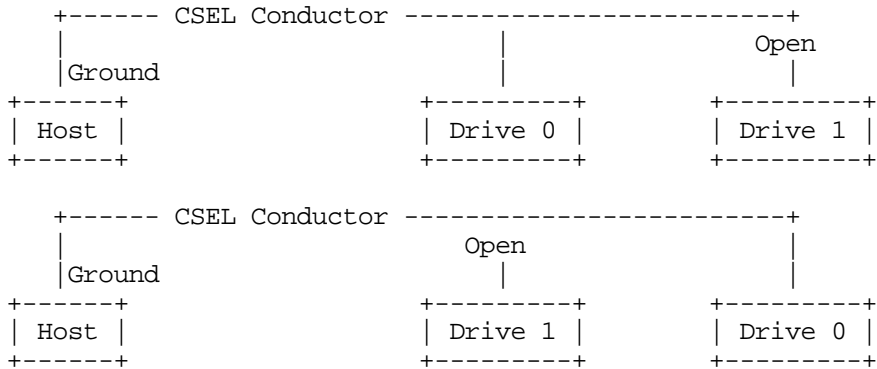 CSEL Conductor
Open
Ground
Host Drive 0 Drive 1
CSEL Conductor
Open
Ground
Host Drive 1 Drive 0